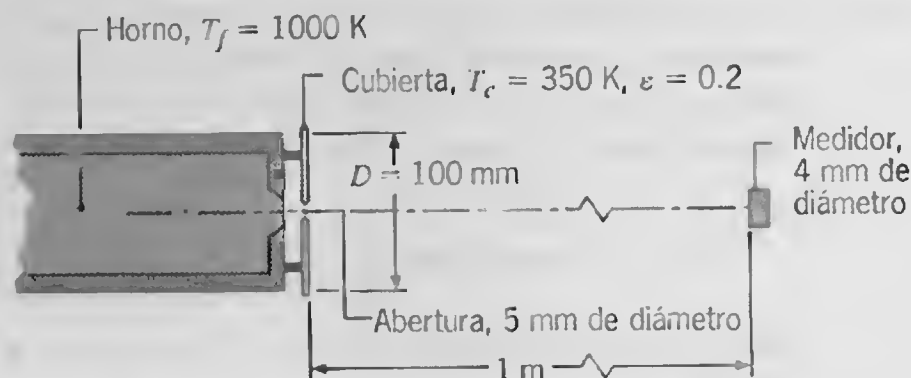 Horno, T_f = 1000 K
Cubierta, T_c = 350 K, ε = 0.2
Medidor,
4 mm de
diámetro
D = 100 mm
Abertura, 5 mm de diámetro
1 m